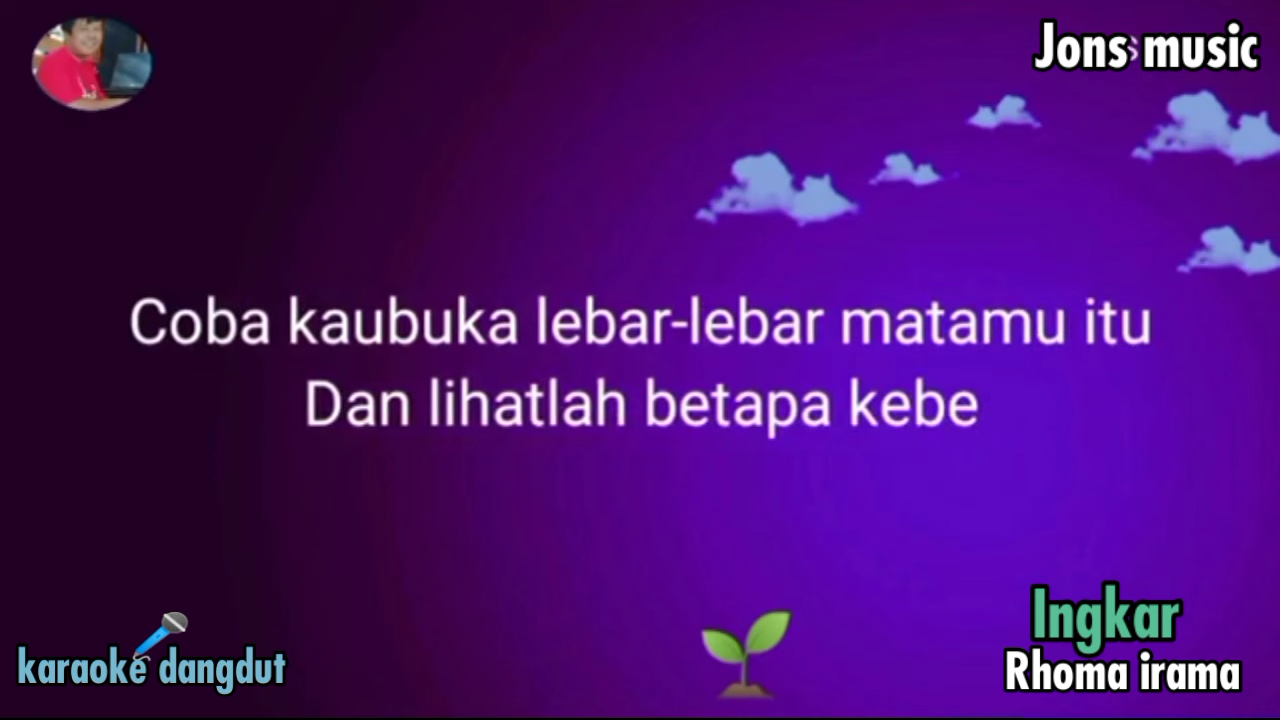 Jons music
Coba kaubuka lebar-lebar matamu itu
Dan lihatlah betapa kebe
karaoke dangdut
Ingkar
Rhoma irama